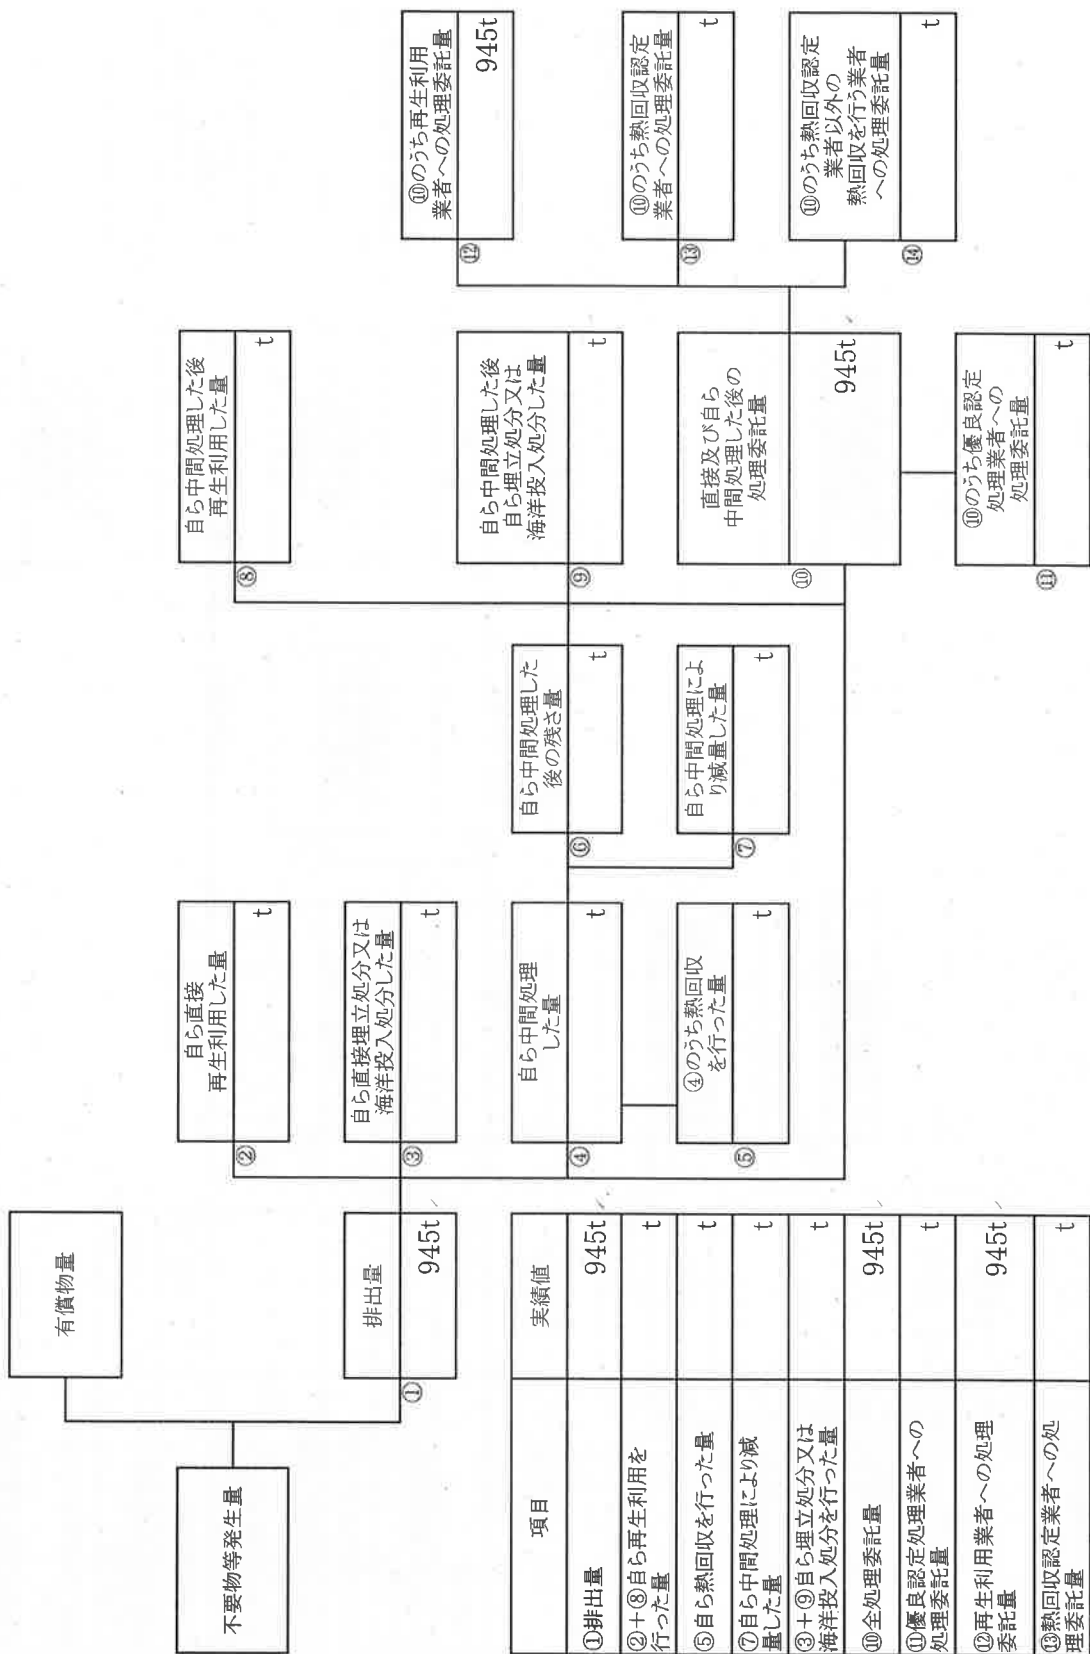 不要物等発生量
有償物量
排出量
①
945t
自ら直接
再生利用した量
②
t
自ら直接埋立処分又は
海洋投入処分した量
③
t
自ら中間処理
した量
④
t
④のうち熱回収
を行った量
⑤
t
自ら中間処理した
後の残さ量
⑥
t
自ら中間処理によ
り減量した量
⑦
t
自ら中間処理した後
再生利用した量
⑧
t
自ら中間処理した後
自ら埋立処分又は
海洋投入処分した量
⑨
t
直接及び自ら
中間処理した後の
処理委託量
⑩
945t
⑩のうち優良認定
処理業者への
処理委託量
⑪
t
⑩のうち再生利用
業者への処理委託量
⑫
945t
⑩のうち熱回収認定
業者への処理委託量
⑬
t
⑩のうち熱回収認定
業者以外の
熱回収を行う業者
への処理委託量
⑭
t
項目
実績値
①排出量
945t
②+⑧自ら再生利用を
行った量
t
⑤自ら熱回収を行った量
t
⑦自ら中間処理により減
量した量
t
③+⑨自ら埋立処分又は
海洋投入処分を行った量
t
⑩全処理委託量
945t
⑪優良認定処理業者への
処理委託量
t
⑫再生利用業者への処理
委託量
945t
⑬熱回収認定業者への処
理委託量
t